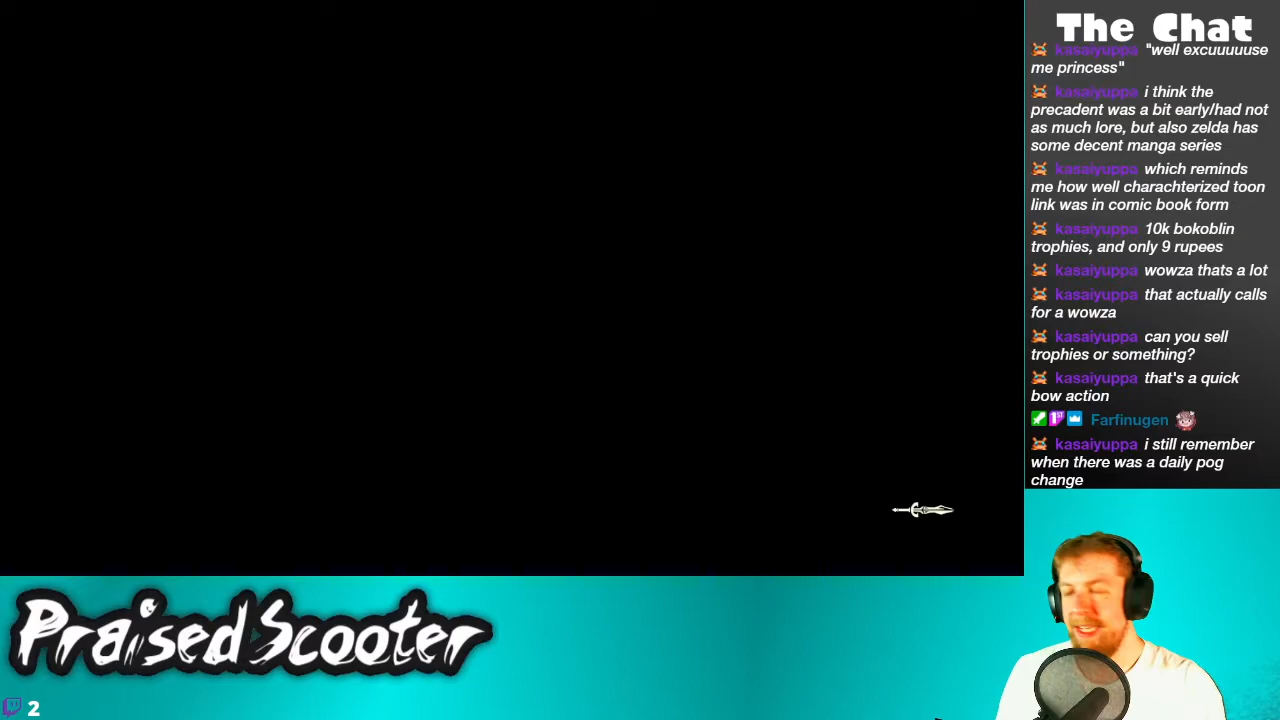 The Chat
kasaiyuppa "well excuuuuuse
me princess"
kasaiyuppa i think the
precadent was a bit early/had not
as much lore, but also zelda has
some decent manga series
kasaiyuppa which reminds
me how well charachterized toon
link was in comic book form
kasaiyuppa 10k bokoblin
trophies, and only 9 rupees
kasaiyuppa wowza thats a lot
kasaiyuppa that actually calls
for a wowza
kasaiyuppa can you sell
trophies or something?
kasaiyuppa that's a quick
bow action
1ST Farfinugen
kasaiyuppa i still remember
when there was a daily pog
change
PraisedScooter
2